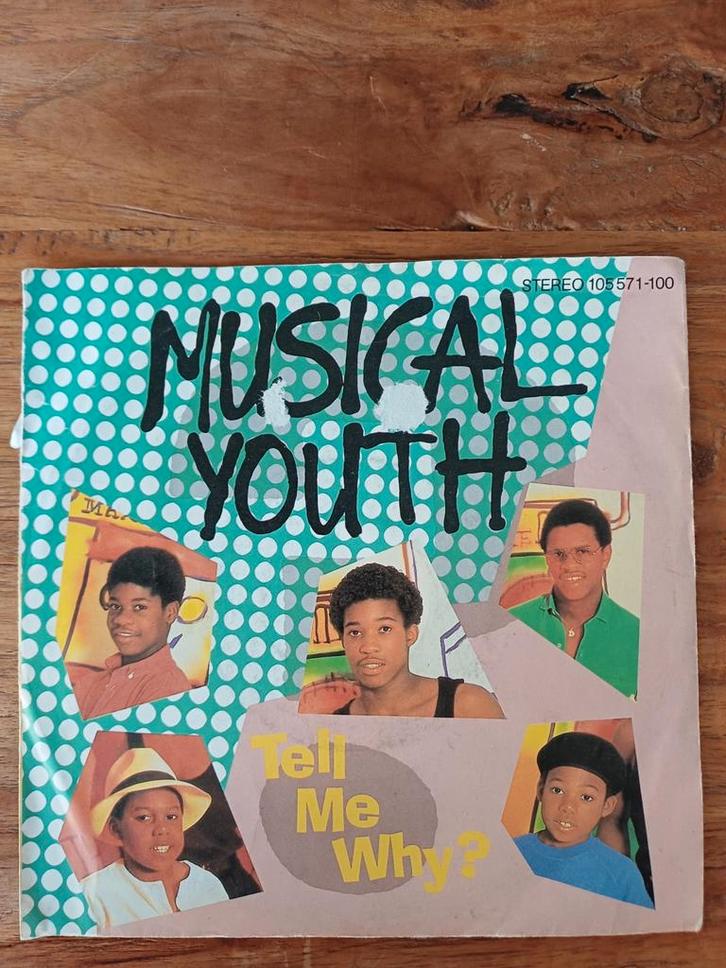 STEREO 105 571-100
MUSICAL
YOUTH
Tell
Me
Why?